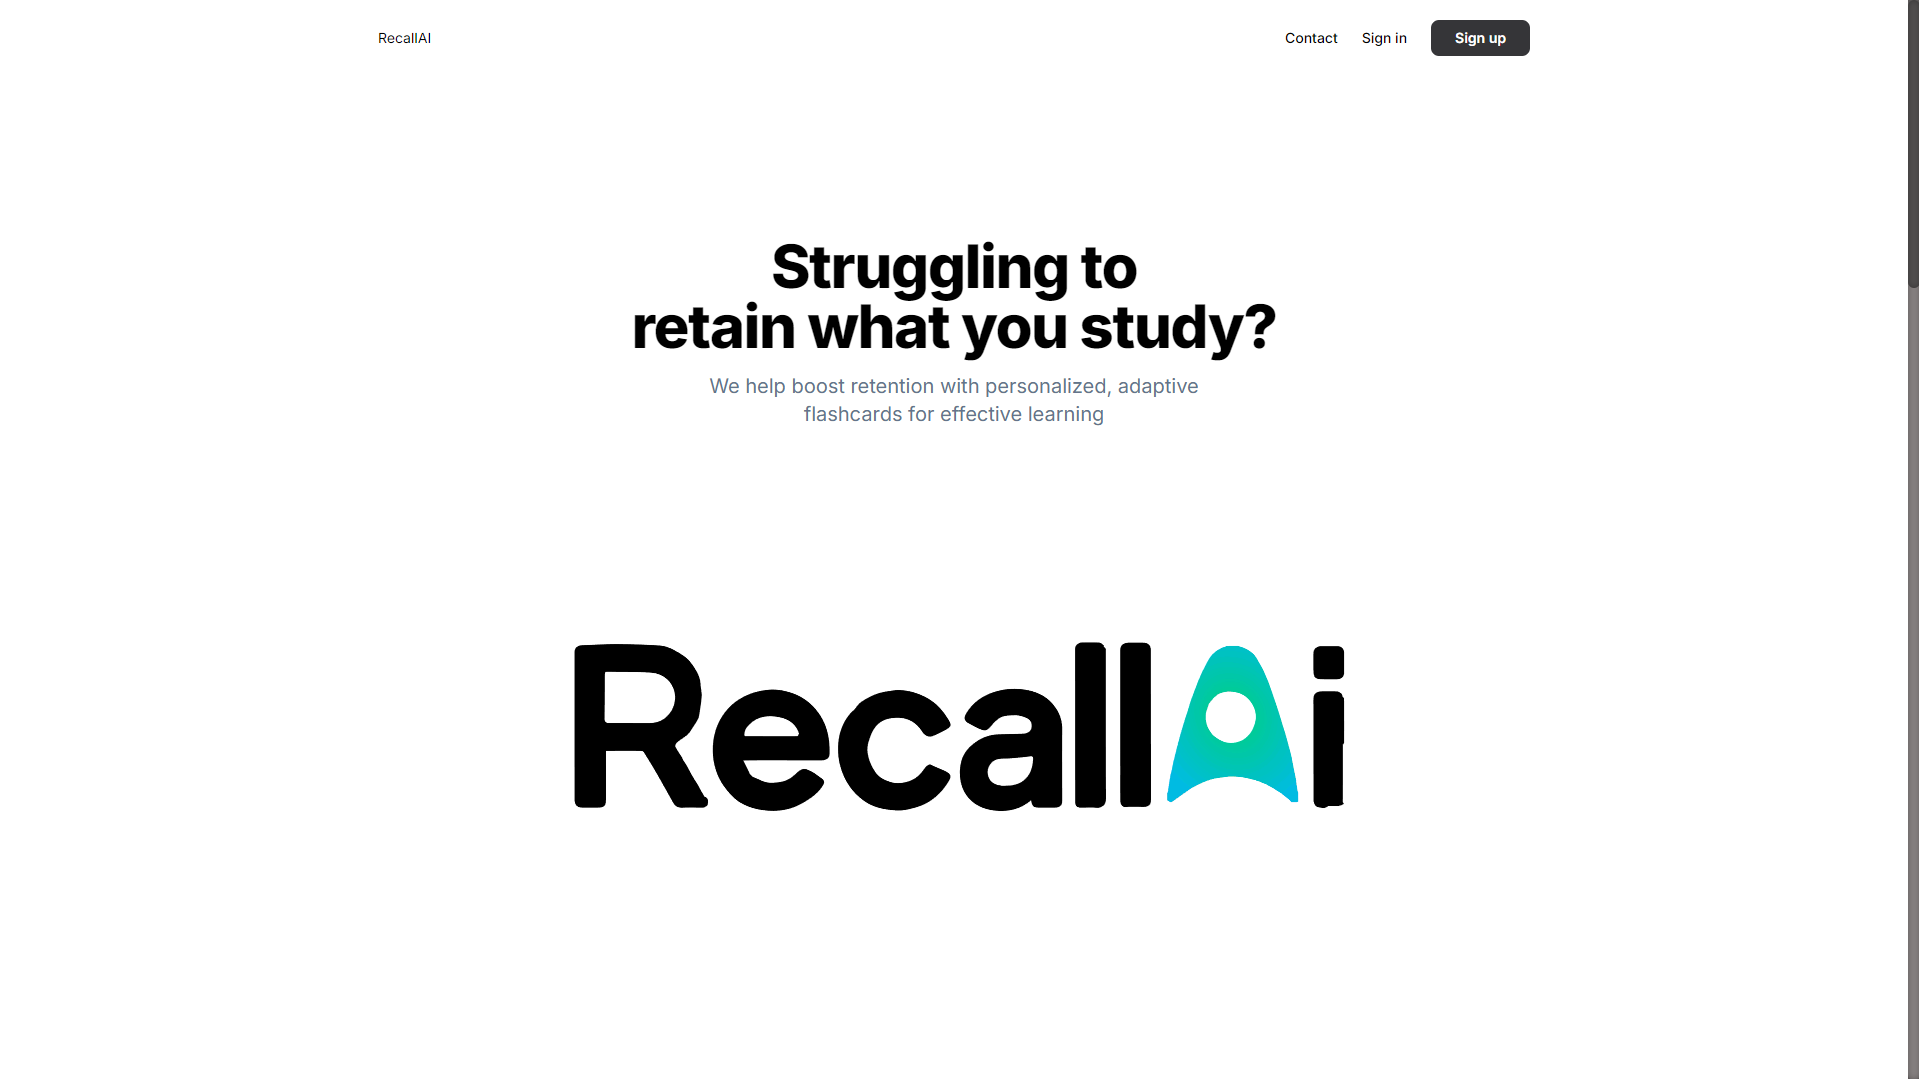 RecallAI
Contact
Sign in
Sign up
Struggling to
retain what you study?
We help boost retention with personalized, adaptive
flashcards for effective learning
RecallAi